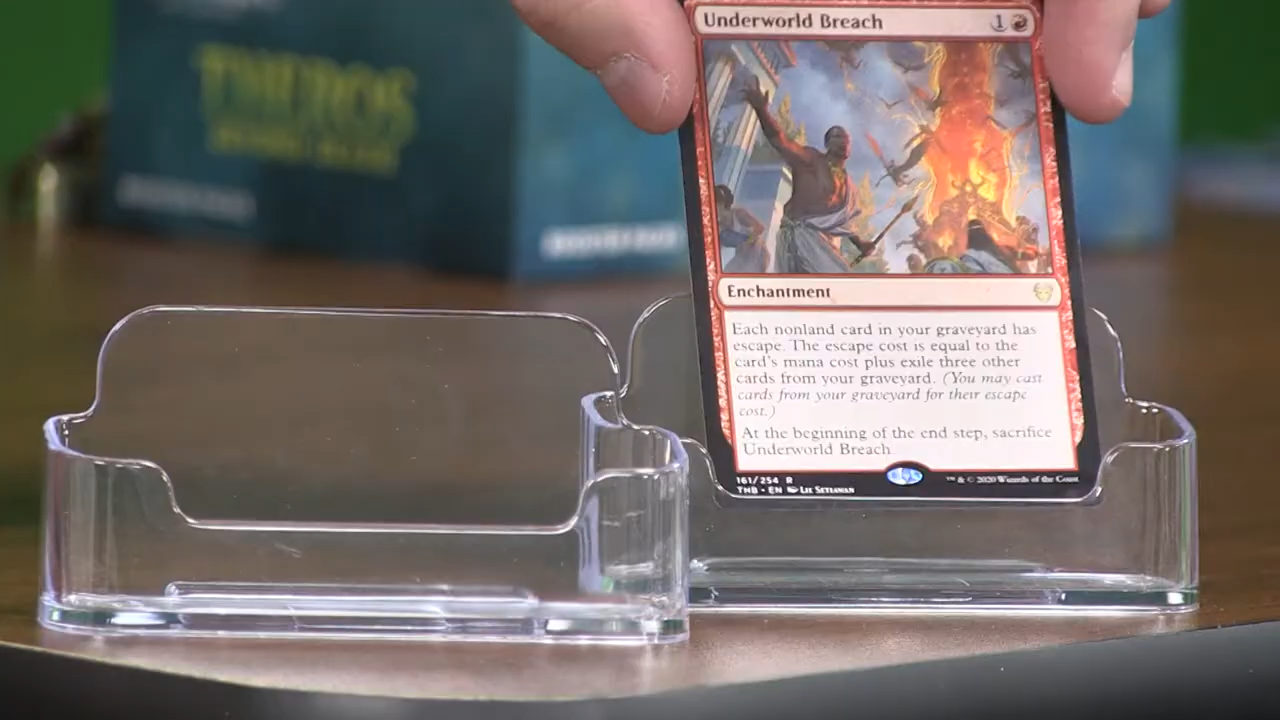 THEROS
Underworld Breach 1
Enchantment
Each nonland card in your graveyard has
escape. The escape cost is equal to the
card's mana cost plus exile three other
cards from your graveyard. (You may cast
cards from your graveyard for their escape
cost.)
At the beginning of the end step, sacrifice
Underworld Breach.
161/254 R
THB • EN Lie Setiawan
™ & © 2020 Wizards of the Coast